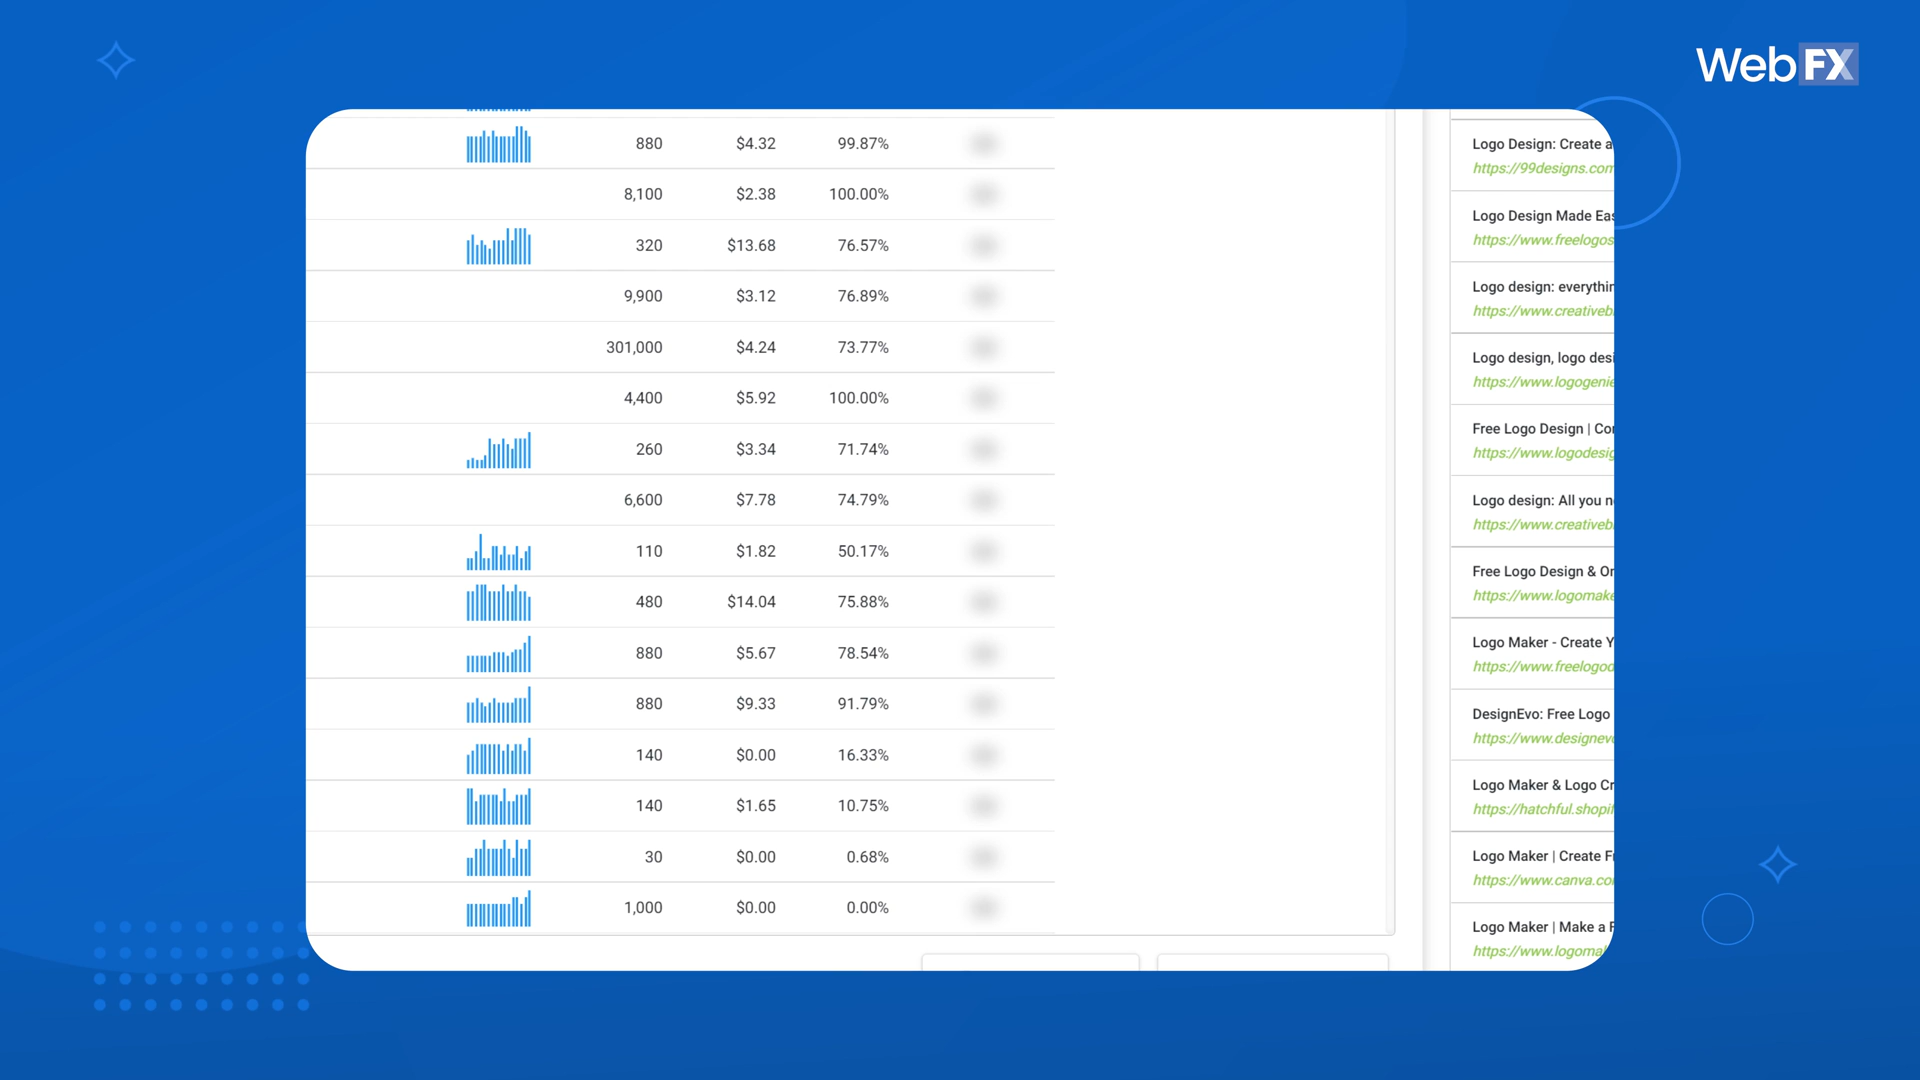 WebFX
880 $4.32 99.87%
8,100 $2.38 100.00%
320 $13.68 76.57%
9,900 $3.12 76.89%
301,000 $4.24 73.77%
4,400 $5.92 100.00%
260 $3.34 71.74%
6,600 $7.78 74.79%
110 $1.82 50.17%
480 $14.04 75.88%
880 $5.67 78.54%
880 $9.33 91.79%
140 $0.00 16.33%
140 $1.65 10.75%
30 $0.00 0.68%
1,000 $0.00 0.00%
Logo Design: Create a
https://99designs.com
Logo Design Made Eas
https://www.freelogos
Logo design: everythin
https://www.creativeb
Logo design, logo desi
https://www.logogenie
Free Logo Design | Co
https://www.logodesig
Logo design: All you n
https://www.creativeb
Free Logo Design & Or
https://www.logomake
Logo Maker - Create Y
https://www.freelogod
DesignEvo: Free Logo
https://www.designev
Logo Maker & Logo Cr
https://hatchful.shopif
Logo Maker | Create F
https://www.canva.co
Logo Maker | Make a F
https://www.logoma